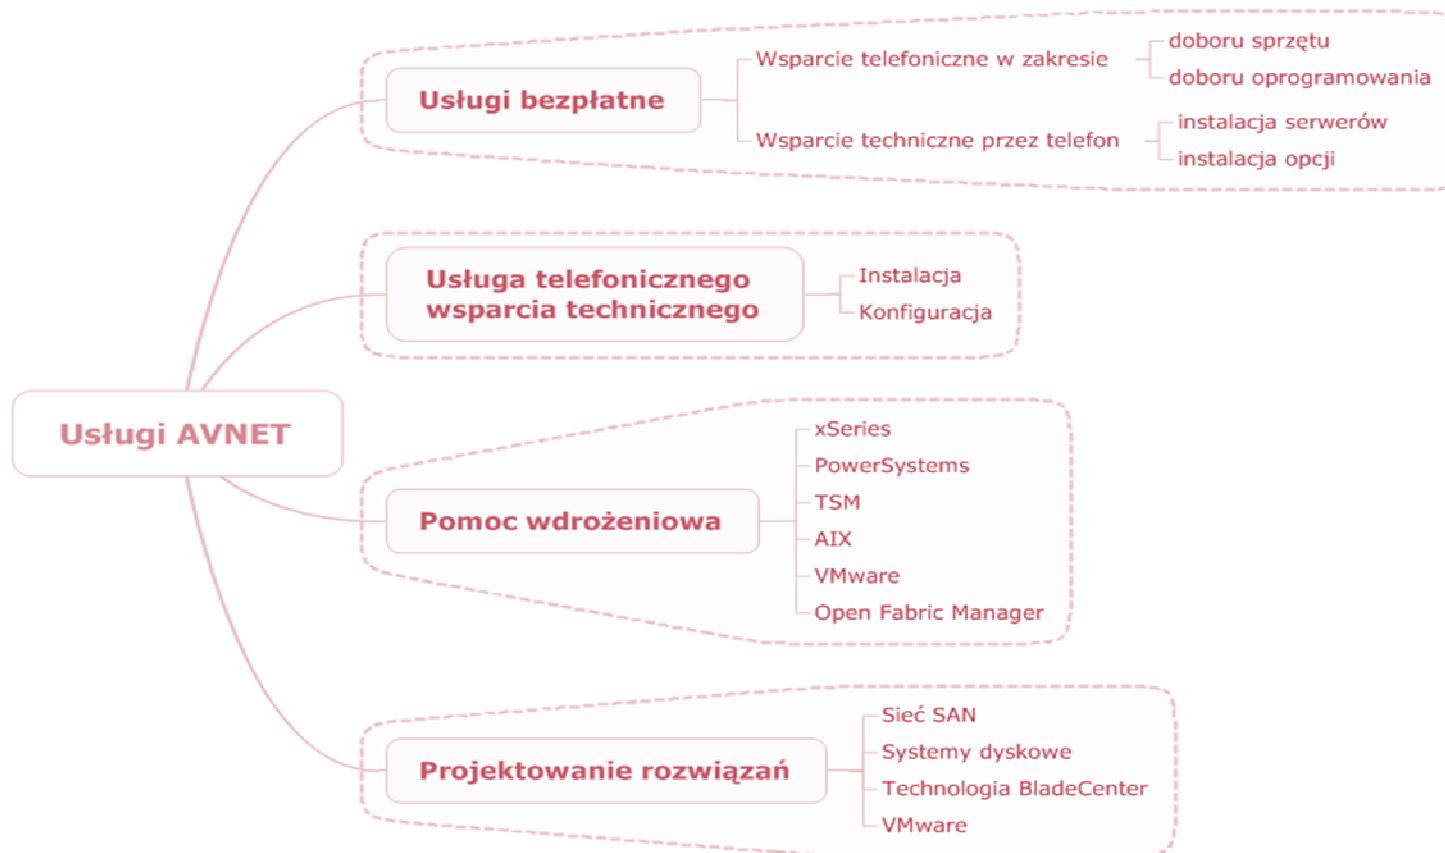 Usługi AVNET
Usługi bezpłatne
Wsparcie telefoniczne w zakresie
doboru sprzętu
doboru oprogramowania
Wsparcie techniczne przez telefon
instalacja serwerów
instalacja opcji
Usługa telefonicznego
wsparcia technicznego
Instalacja
Konfiguracja
Pomoc wdrożeniowa
xSeries
PowerSystems
TSM
AIX
VMware
Open Fabric Manager
Projektowanie rozwiązań
Sieć SAN
Systemy dyskowe
Technologia BladeCenter
VMware